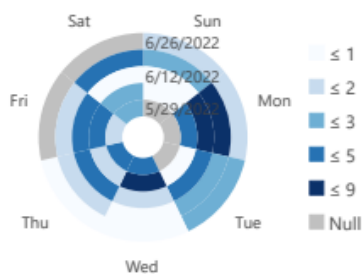 Sat
Sun
6/26/2022
6/12/2022
5/29/2022
Fri
Mon
Thu
Tue
Wed
≤ 1
≤ 2
≤ 3
≤ 5
≤ 9
Null